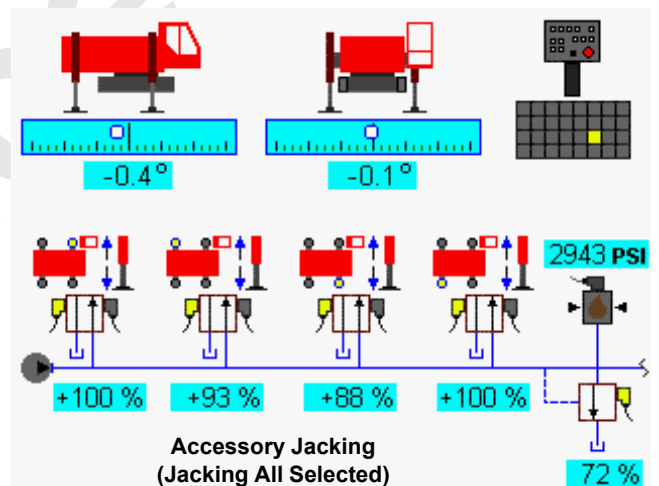 -0.4°
-0.1°
2943 PSI
+100 %
+93 %
+88 %
+100 %
Accessory Jacking
(Jacking All Selected)
72 %